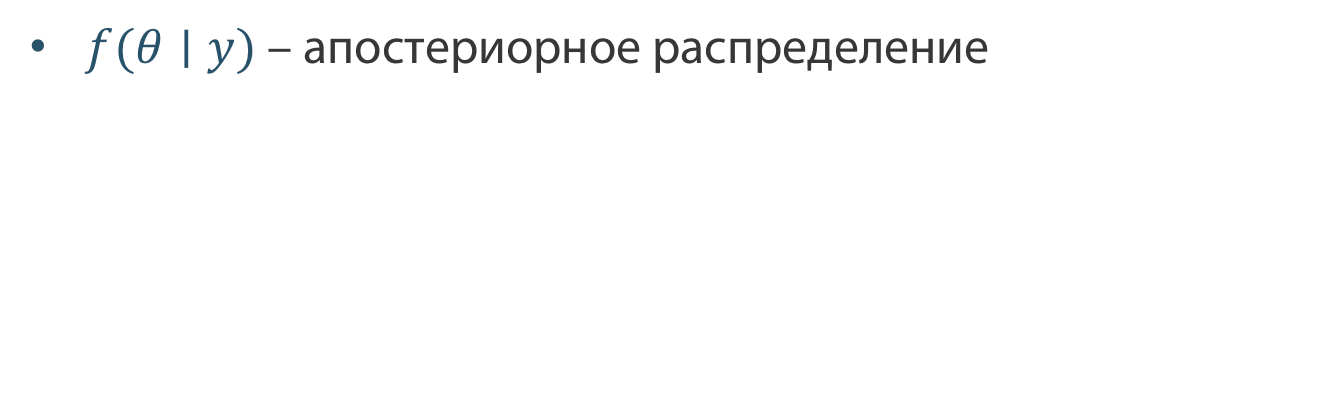 • f(θ | y) – апостериорное распределение